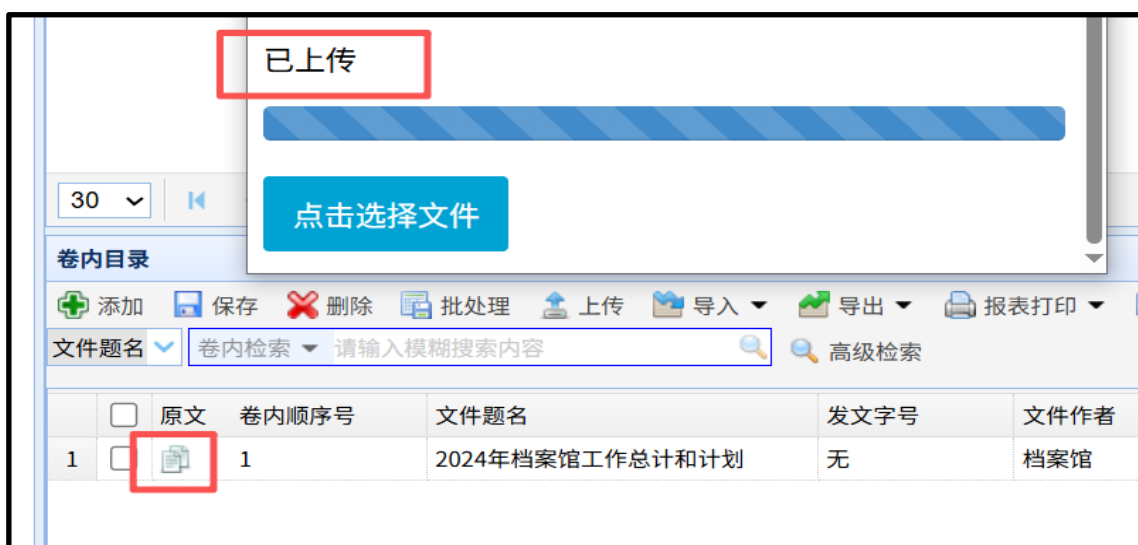 已上传
点击选择文件
30
卷内目录
添加 保存 删除 批处理 上传 导入 导出 报表打印
文件题名 卷内检索 请输入模糊搜索内容 高级检索
原文 卷内顺序号 文件题名 发文字号 文件作者
1 1 2024年档案馆工作总计和计划 无 档案馆